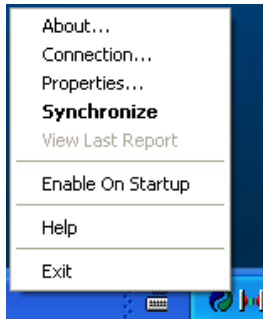 About...
Connection...
Properties...
Synchronize
View Last Report
Enable On Startup
Help
Exit